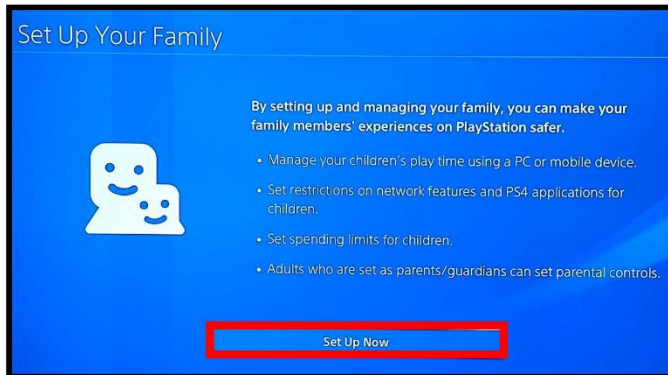 Set Up Your Family
By setting up and managing your family, you can make your
family members' experiences on PlayStation safer.
• Manage your children's play time using a PC or mobile device.
• Set restrictions on network features and PS4 applications for
children.
• Set spending limits for children.
• Adults who are set as parents/guardians can set parental controls.
Set Up Now